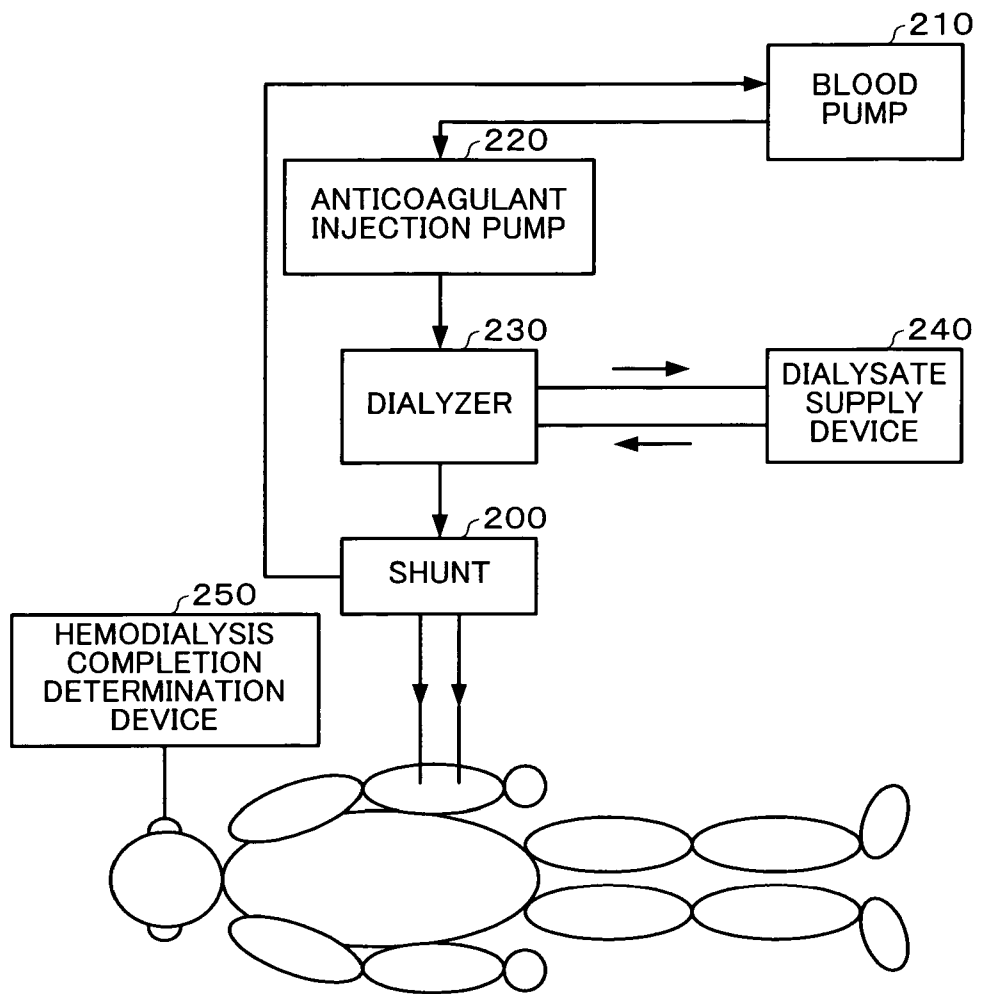 210
BLOOD
PUMP
220
ANTICOAGULANT
INJECTION PUMP
230
DIALYZER
240
DIALYSATE
SUPPLY
DEVICE
200
SHUNT
250
HEMODIALYSIS
COMPLETION
DETERMINATION
DEVICE